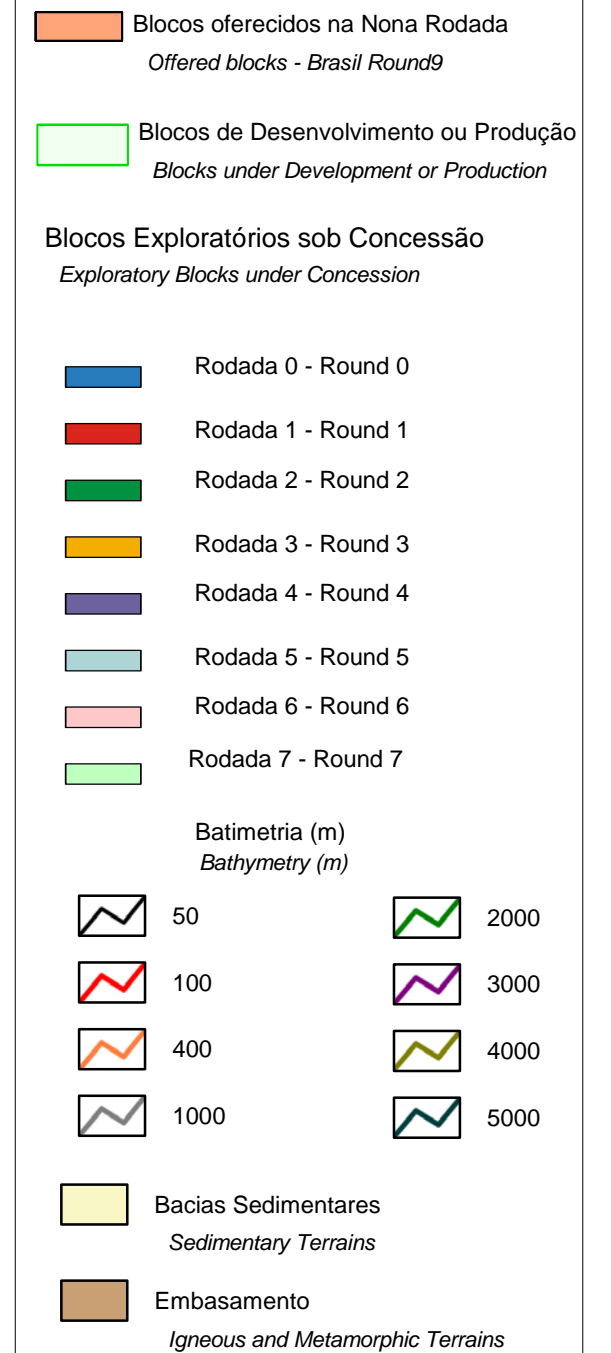 Blocos oferecidos na Nona Rodada
Offered blocks - Brasil Round9
Blocos de Desenvolvimento ou Produção
Blocks under Development or Production
Blocos Exploratórios sob Concessão
Exploratory Blocks under Concession
Rodada 0 - Round 0
Rodada 1 - Round 1
Rodada 2 - Round 2
Rodada 3 - Round 3
Rodada 4 - Round 4
Rodada 5 - Round 5
Rodada 6 - Round 6
Rodada 7 - Round 7
Batimetria (m)
Bathymetry (m)
50
2000
100
3000
400
4000
1000
5000
Bacias Sedimentares
Sedimentary Terrains
Embasamento
Igneous and Metamorphic Terrains